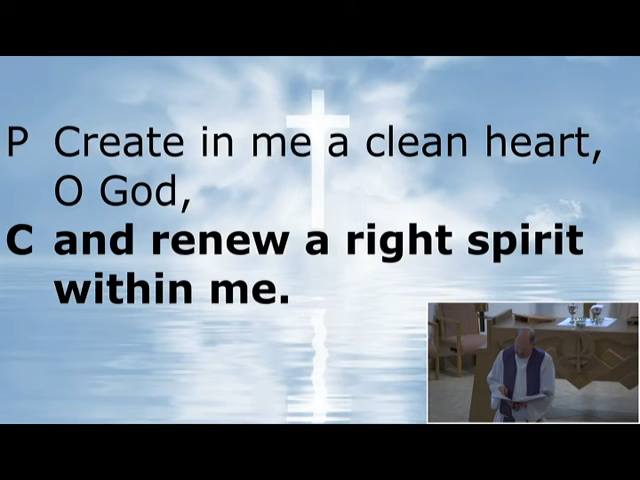 P Create in me a clean heart,
O God,
C and renew a right spirit
within me.